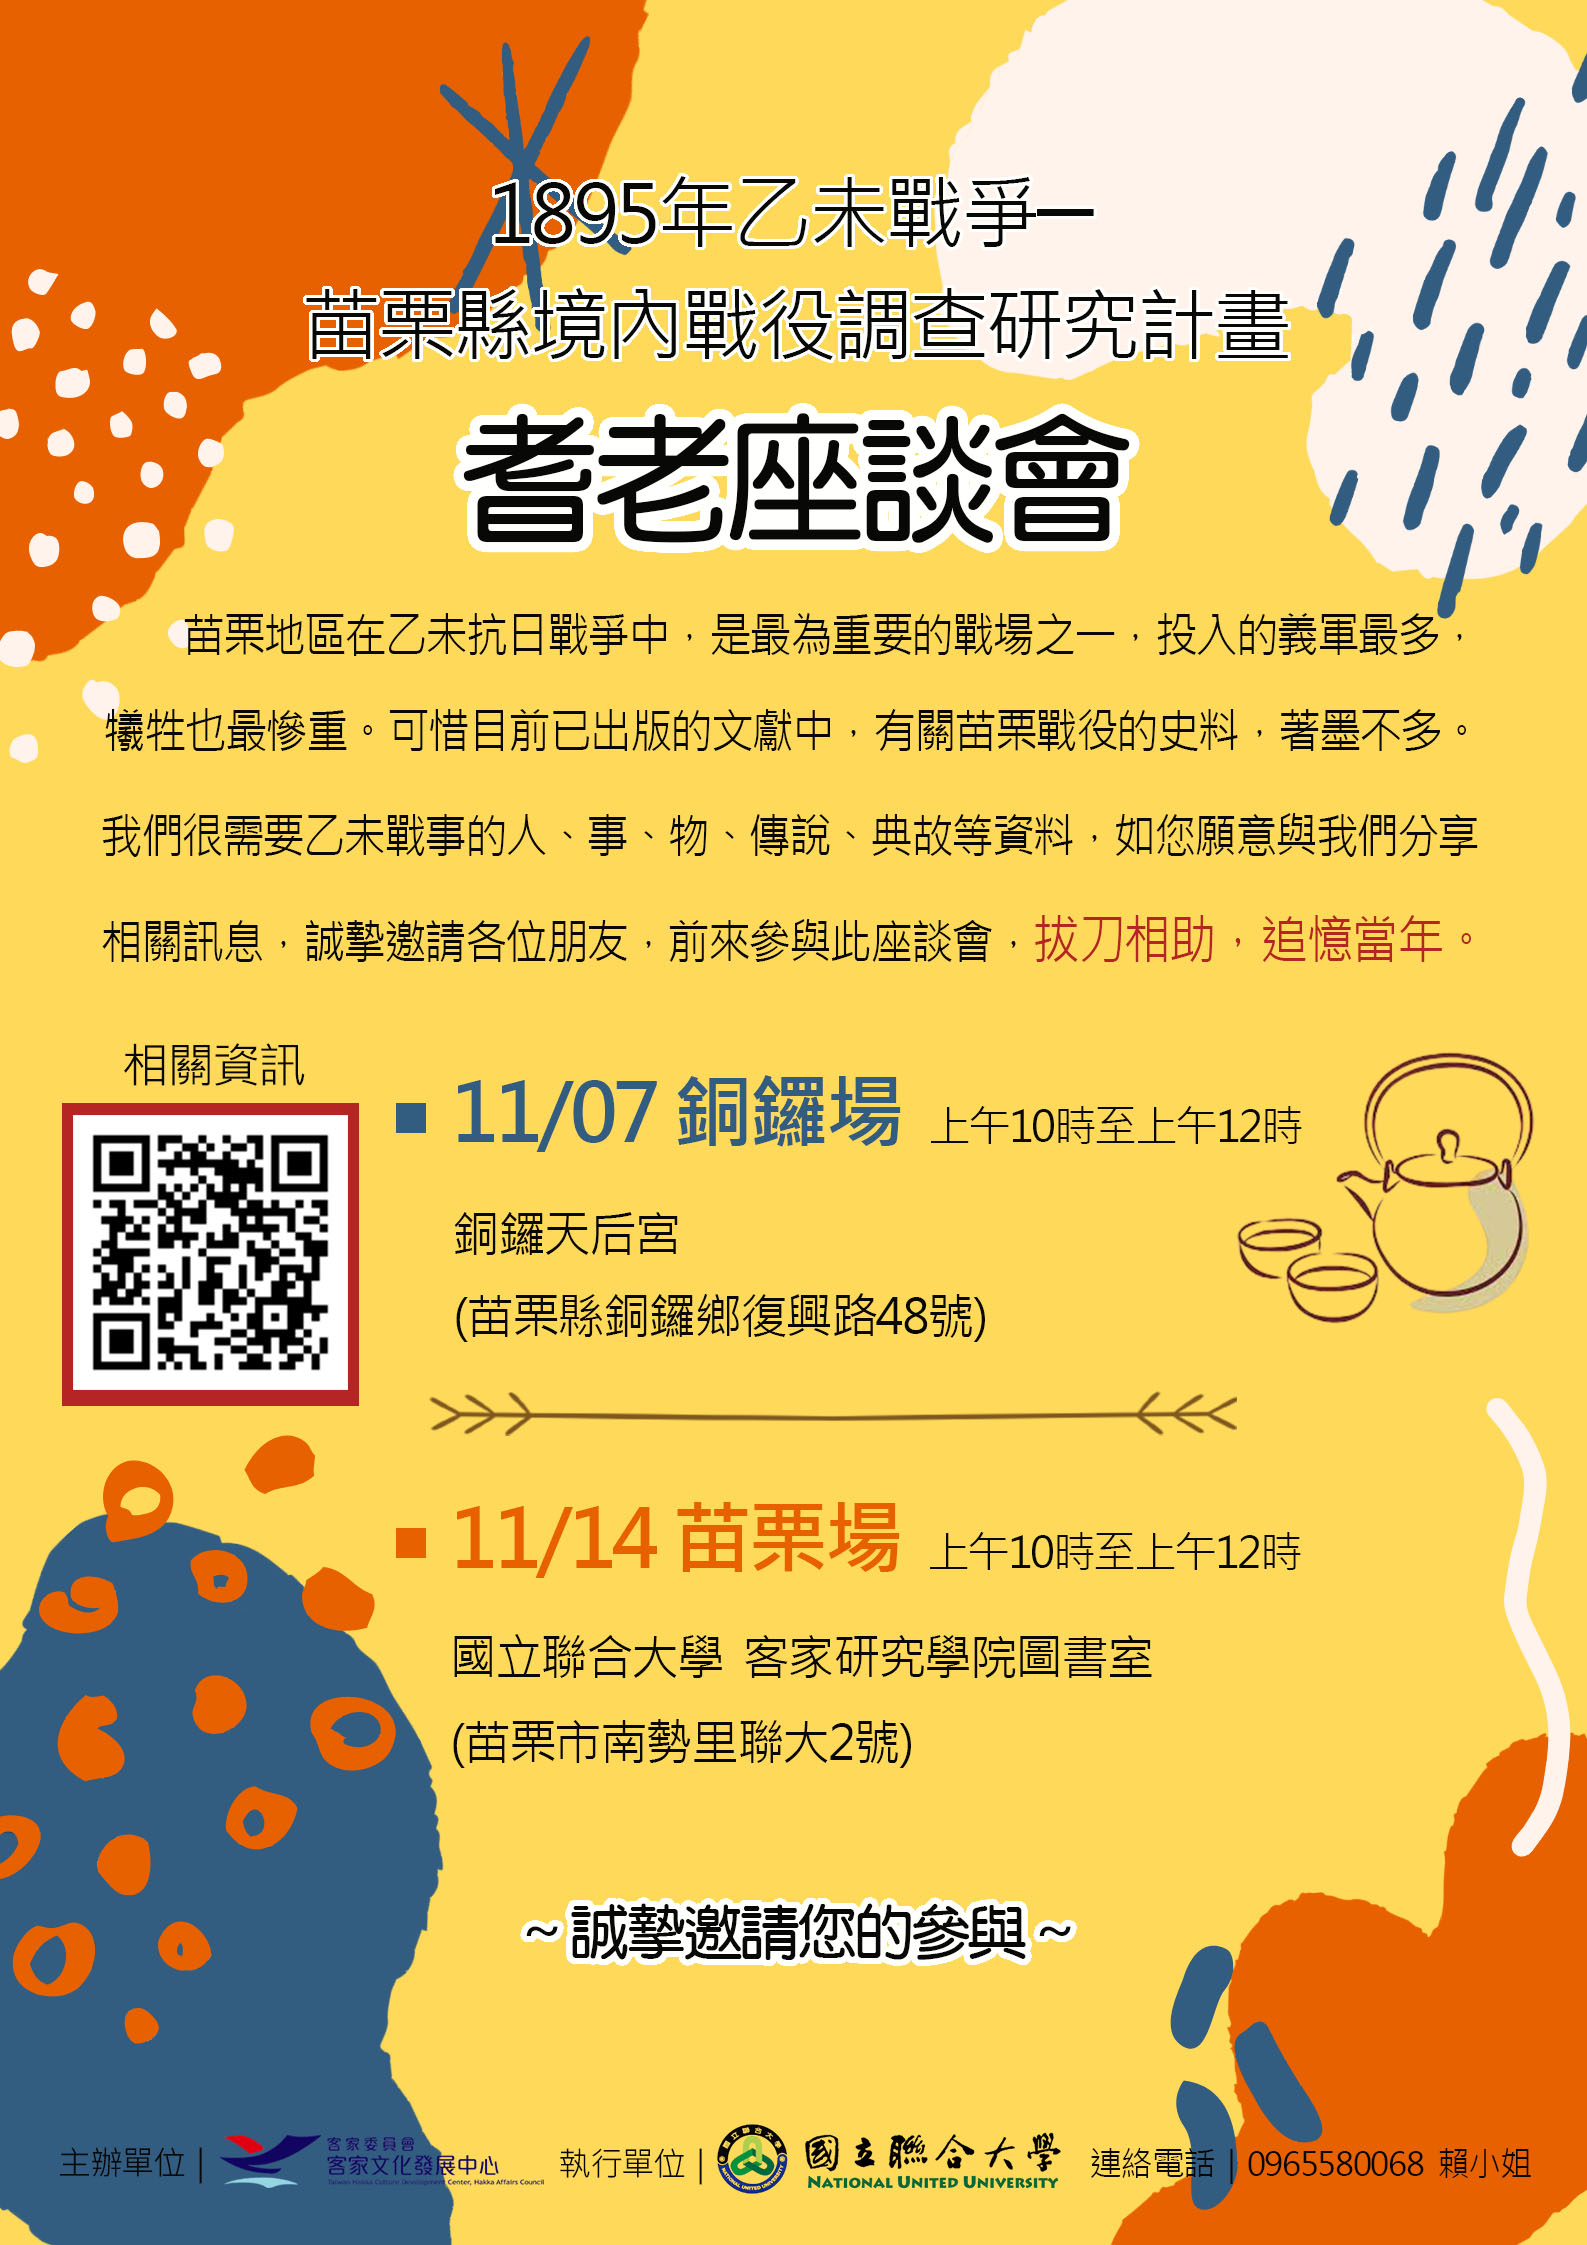 1895年乙未戰爭—
苗栗縣境內戰役調查研究計畫
耆老座談會
苗栗地區在乙未抗日戰爭中，是最為重要的戰場之一，投入的義軍最多，
犧牲也最慘重。可惜目前已出版的文獻中，有關苗栗戰役的史料，著墨不多。
我們很需要乙未戰事的人、事、物、傳說、典故等資料，如您願意與我們分享
相關訊息，誠摯邀請各位朋友，前來參與此座談會，拔刀相助，追憶當年。
相關資訊
11/07 銅鑼場 上午10時至上午12時
銅鑼天后宮
(苗栗縣銅鑼鄉復興路48號)
11/14 苗栗場 上午10時至上午12時
國立聯合大學 客家研究學院圖書室
(苗栗市南勢里聯大2號)
~誠摯邀請您的參與~
主辦單位 |
客家委員會
客家文化發展中心
Taiwan Hakka Culture Development Center, Hakka Affairs Council
執行單位 |
國立聯合大學
NATIONAL UNITED UNIVERSITY
連絡電話 | 0965580068 賴小姐